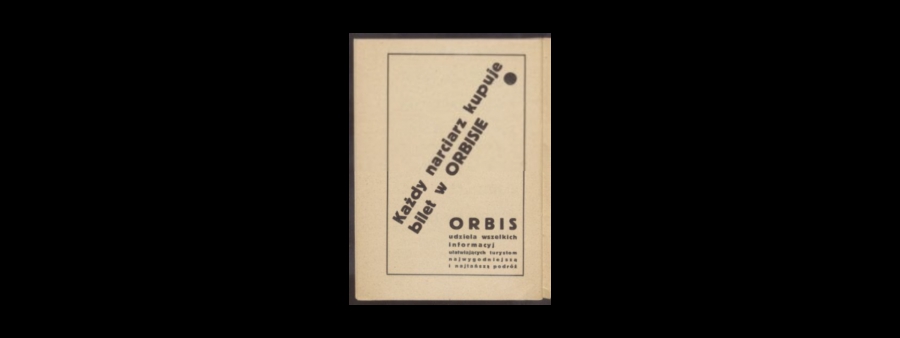 Każdy narciarz kupuje
bilet w ORBISIE
ORBIS
udziela wszelkich
informacyj
ułatwiających turystom
najwygodniejszą
i najtańszą podróż